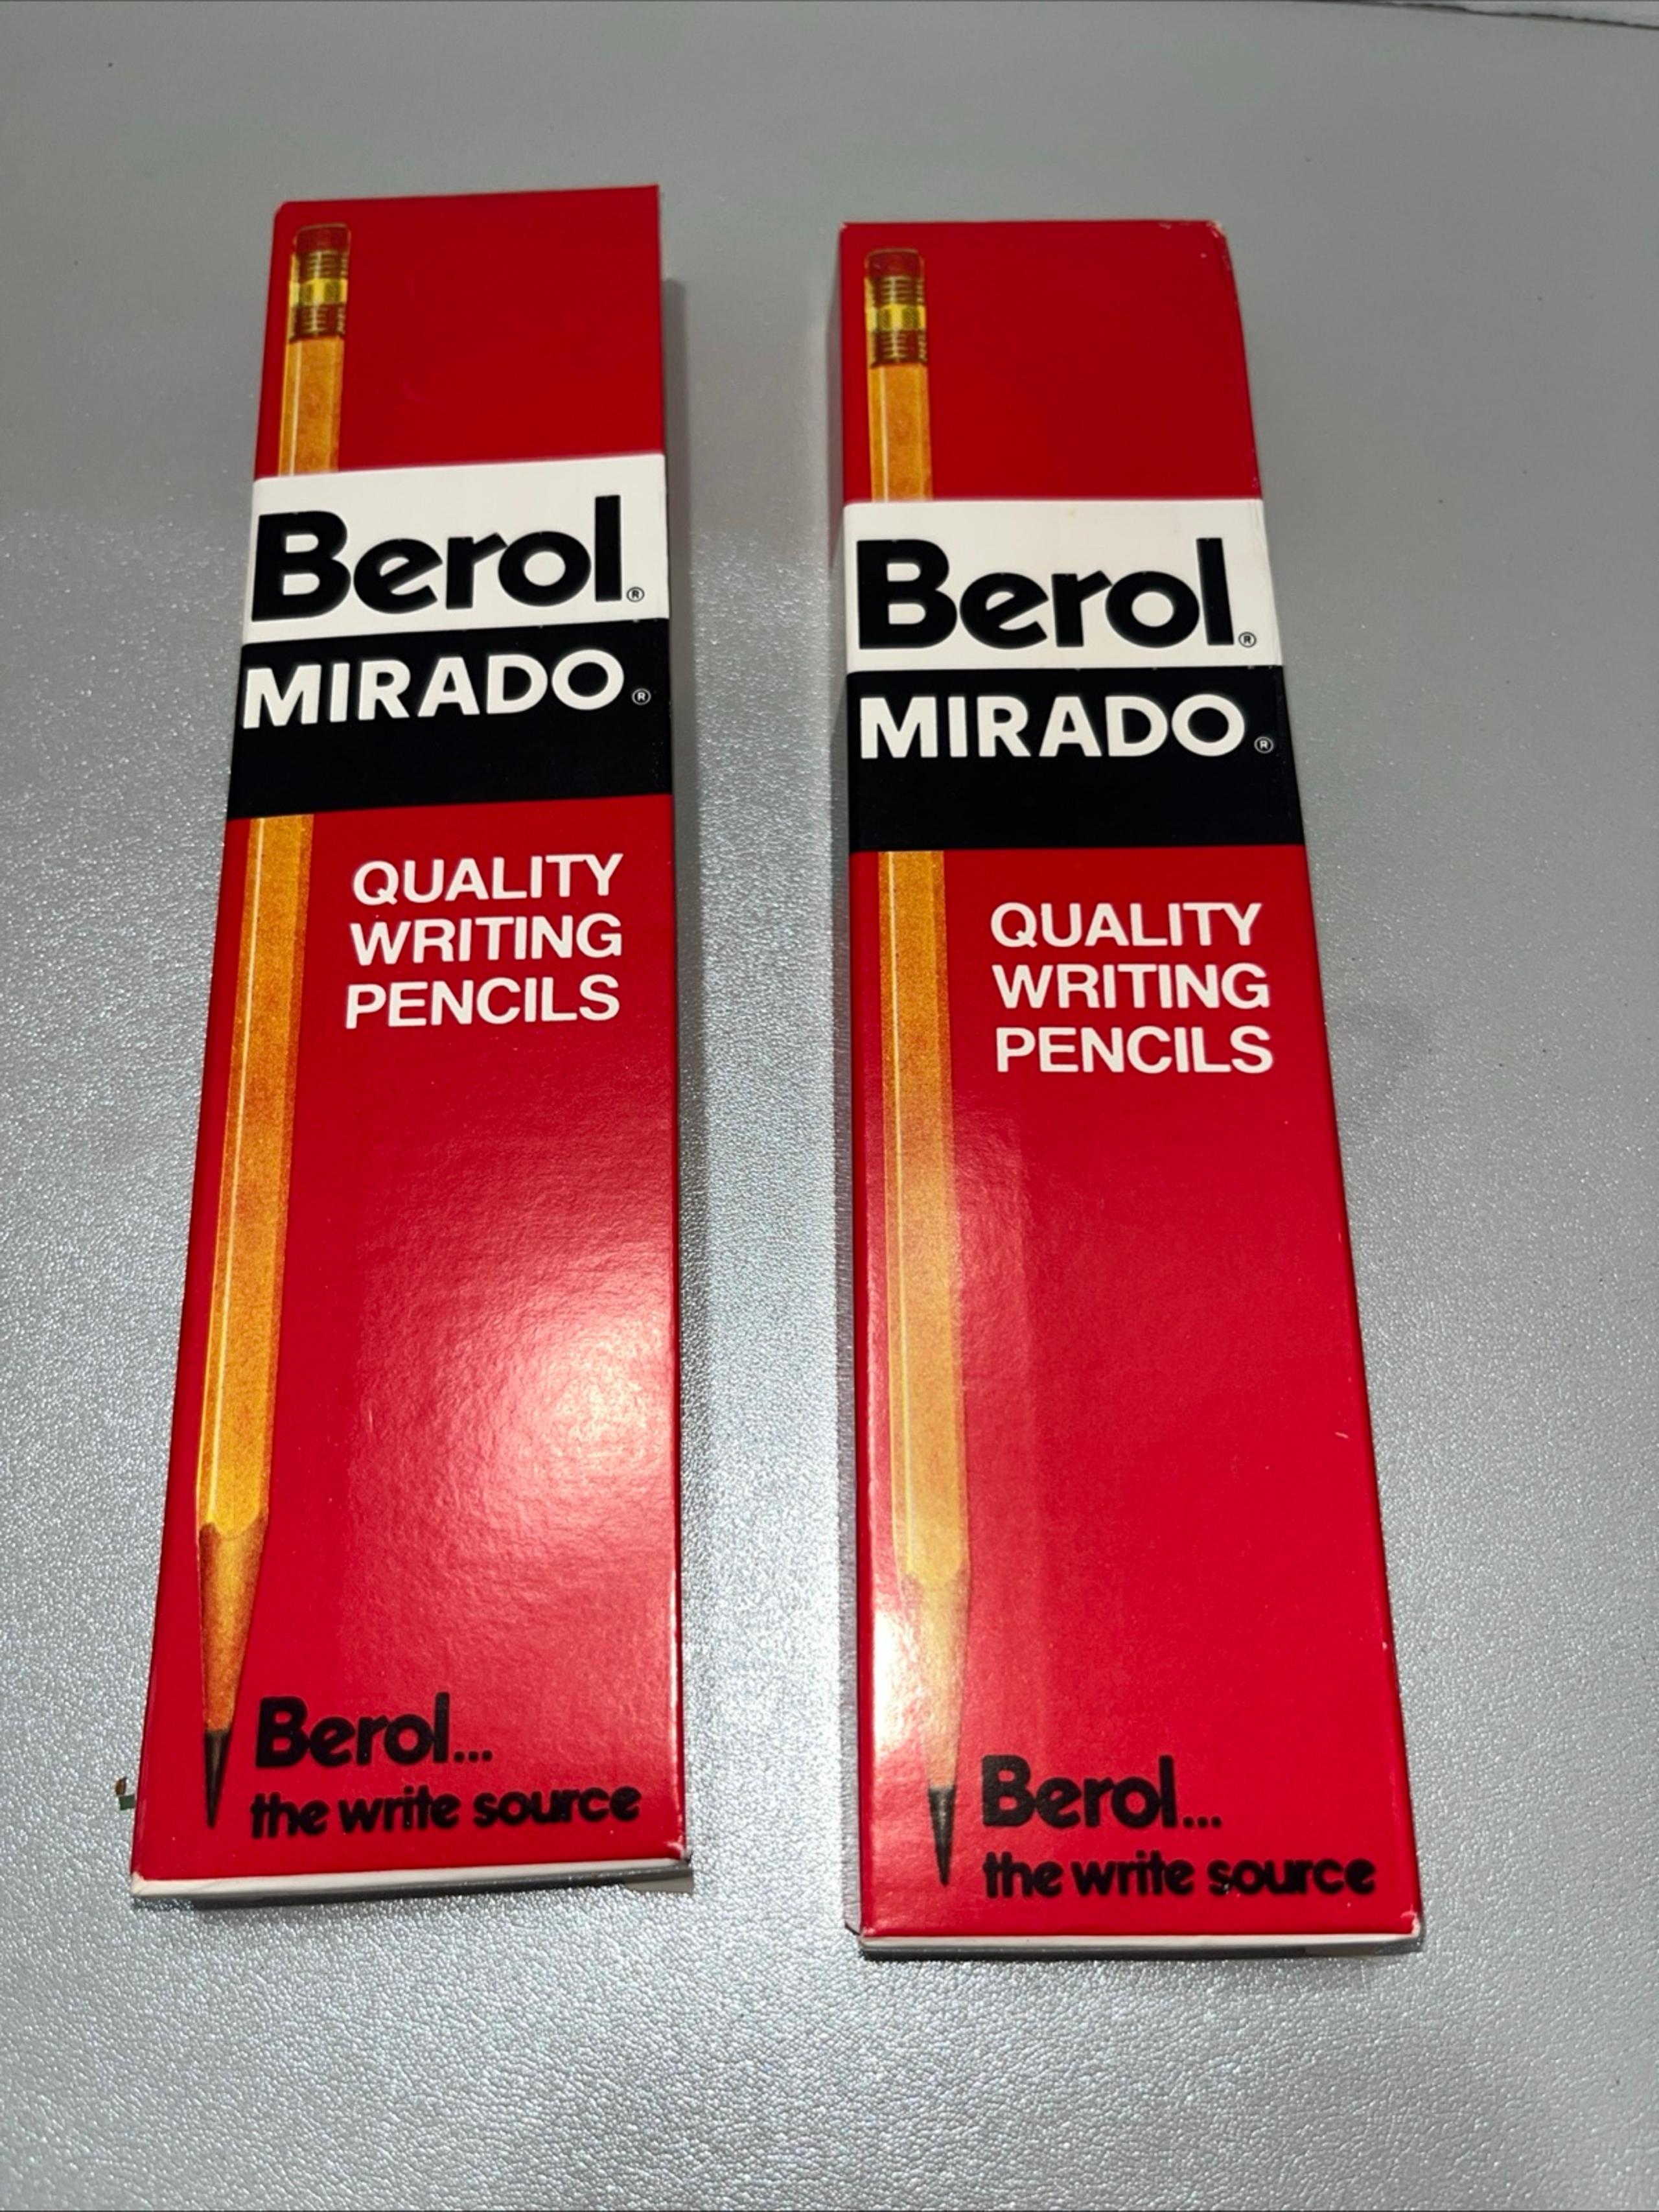 Berol®
MIRADO®
QUALITY
WRITING
PENCILS
Berol...
the write source
Berol®
MIRADO®
QUALITY
WRITING
PENCILS
Berol...
the write source